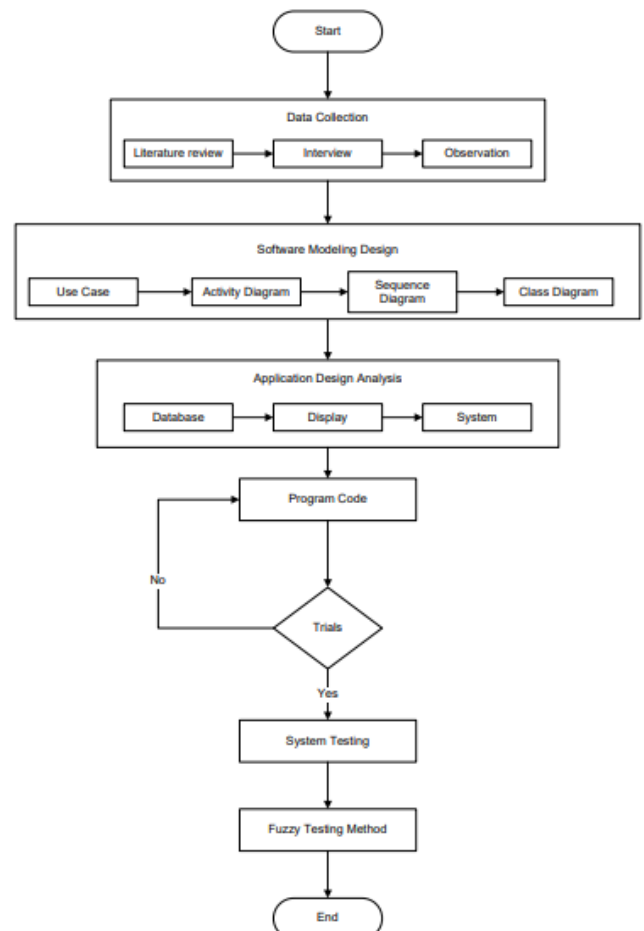 Start
Data Collection
Literature review
Interview
Observation
Software Modeling Design
Use Case
Activity Diagram
Sequence
Diagram
Class Diagram
Application Design Analysis
Database
Display
System
Program Code
No
Trials
Yes
System Testing
Fuzzy Testing Method
End